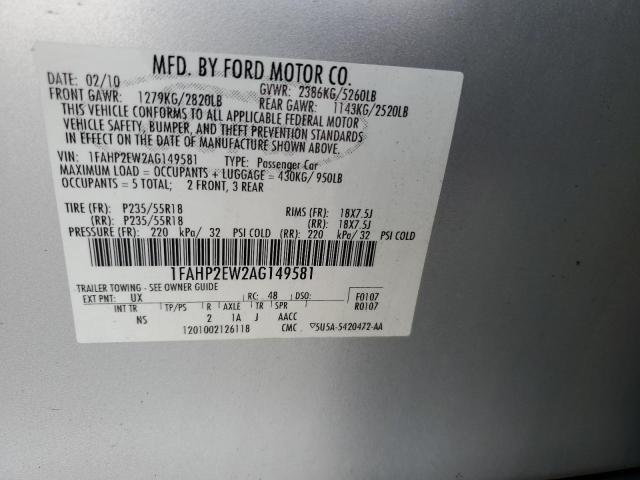 MFD. BY FORD MOTOR CO.
DATE: 02/10 GVWR: 2386KG/5260LB
FRONT GAWR: 1279KG/2820LB REAR GAWR: 1143KG/2520LB
THIS VEHICLE CONFORMS TO ALL APPLICABLE FEDERAL MOTOR
VEHICLE SAFETY, BUMPER, AND THEFT PREVENTION STANDARDS
IN EFFECT ON THE DATE OF MANUFACTURE SHOWN ABOVE.
VIN: 1FAHP2EW2AG149581 TYPE: Passenger Car
MAXIMUM LOAD = OCCUPANTS + LUGGAGE = 430KG/ 950LB
OCCUPANTS = 5 TOTAL; 2 FRONT, 3 REAR
TIRE (FR): P235/55R18 RIMS (FR): 18X7.5J
(RR): P235/55R18 (RR): 18X7.5J
PRESSURE (FR): 220 kPa/ 32 PSI COLD (RR): 220 kPa/ 32 PSI COLD
1FAHP2EW2AG149581
TRAILER TOWING - SEE OWNER GUIDE
EXT PNT: UX RC: 48 DSO: F0107
INT TR TP/PS R AXLE TR SPR R0107
NS 2 1A J AACC
1201002126118 CMC ▽5U5A-5420472-AA